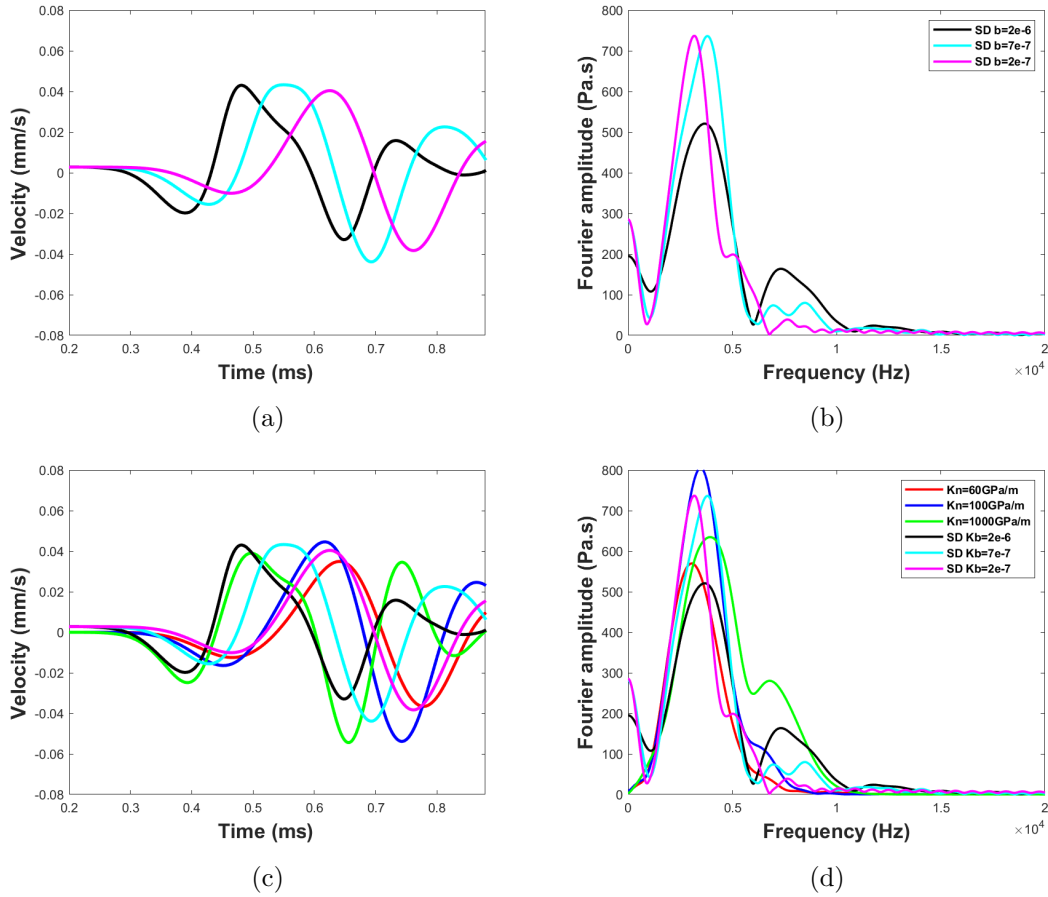 0.08
0.06
0.04
0.02
0
-0.02
-0.04
-0.06
-0.08
Velocity (mm/s)
0.2 0.3 0.4 0.5 0.6 0.7 0.8
Time (ms)
(a)
800
700
600
500
400
300
200
100
0
Fourier amplitude (Pa.s)
SD b=2e-6
SD b=7e-7
SD b=2e-7
0 0.5 1 1.5 2
Frequency (Hz)
×10⁴
(b)
0.08
0.06
0.04
0.02
0
-0.02
-0.04
-0.06
-0.08
Velocity (mm/s)
0.2 0.3 0.4 0.5 0.6 0.7 0.8
Time (ms)
(c)
800
700
600
500
400
300
200
100
0
Fourier amplitude (Pa.s)
Kn=60GPa/m
Kn=100GPa/m
Kn=1000GPa/m
SD Kb=2e-6
SD Kb=7e-7
SD Kb=2e-7
0 0.5 1 1.5 2
Frequency (Hz)
×10⁴
(d)